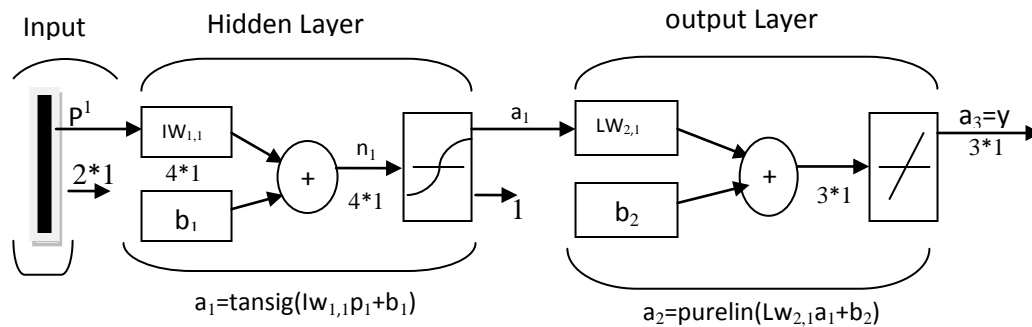 Input
Hidden Layer
output Layer
P¹
2*1
IW₁,₁
4*1
b₁
+
n₁
4*1
a₁
1
LW₂,₁
b₂
+
3*1
a₃=y
3*1
a₁=tansig(Iw₁,₁p₁+b₁)
a₂=purelin(Lw₂,₁a₁+b₂)